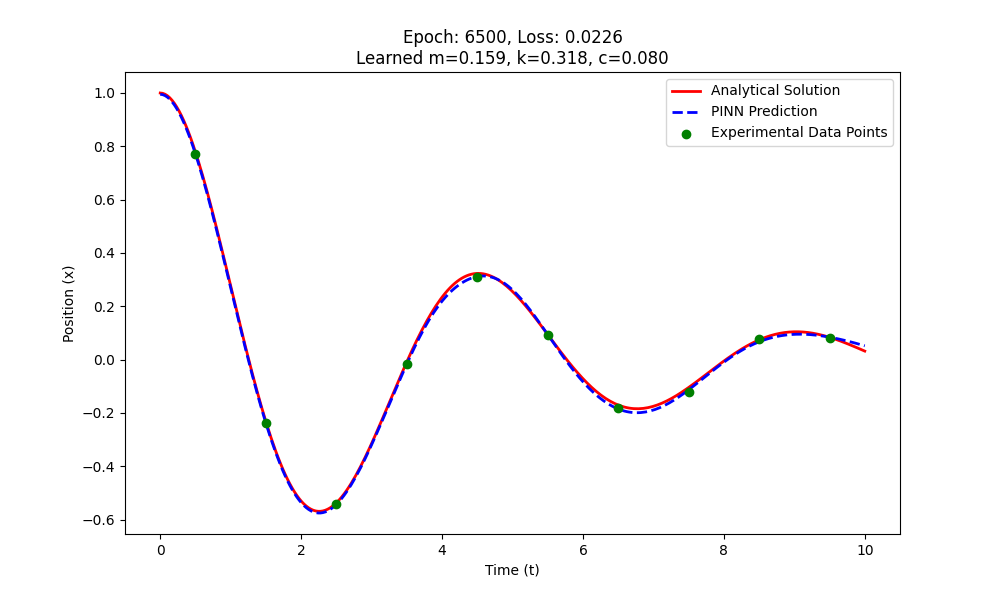 Epoch: 6500, Loss: 0.0226
Learned m=0.159, k=0.318, c=0.080
Analytical Solution
PINN Prediction
Experimental Data Points
1.0
0.8
0.6
0.4
0.2
0.0
−0.2
−0.4
−0.6
Position (x)
0
2
4
6
8
10
Time (t)